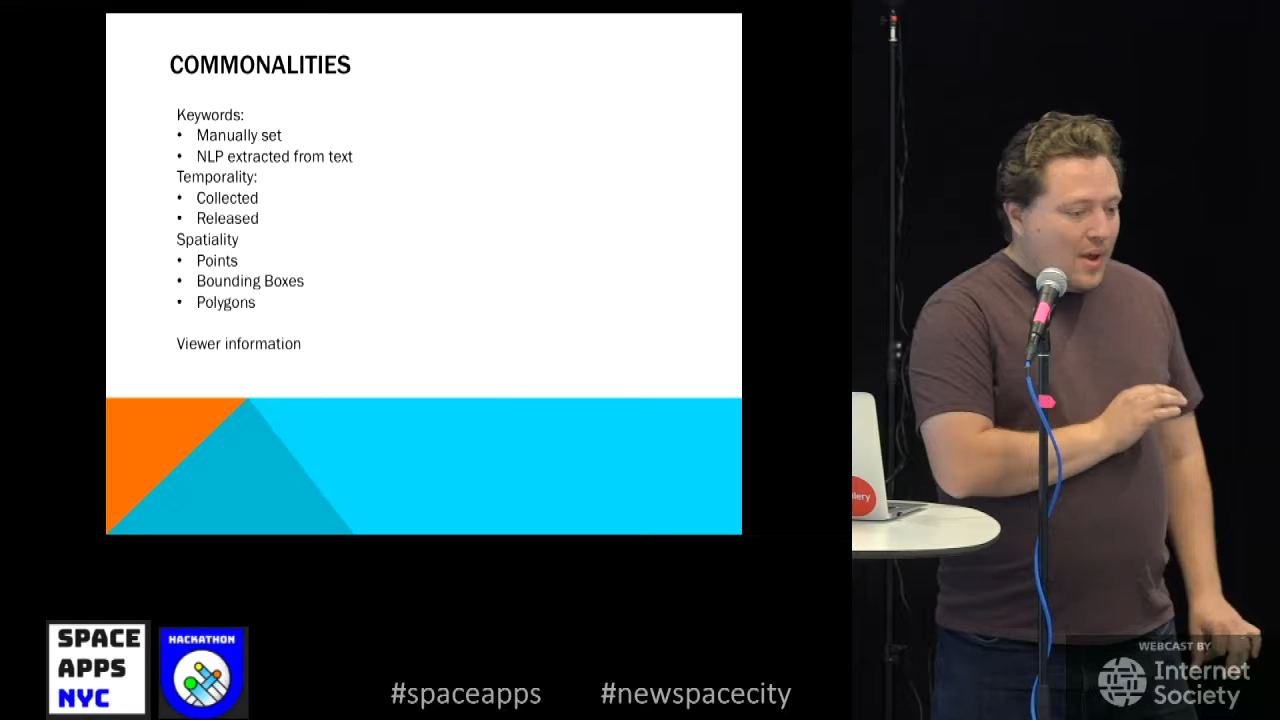 COMMONALITIES
Keywords:
• Manually set
• NLP extracted from text
Temporality:
• Collected
• Released
Spatiality
• Points
• Bounding Boxes
• Polygons
Viewer information
SPACE
APPS
NYC
HACKATHON
#spaceapps #newspacecity
WEBCAST BY
Internet
Society